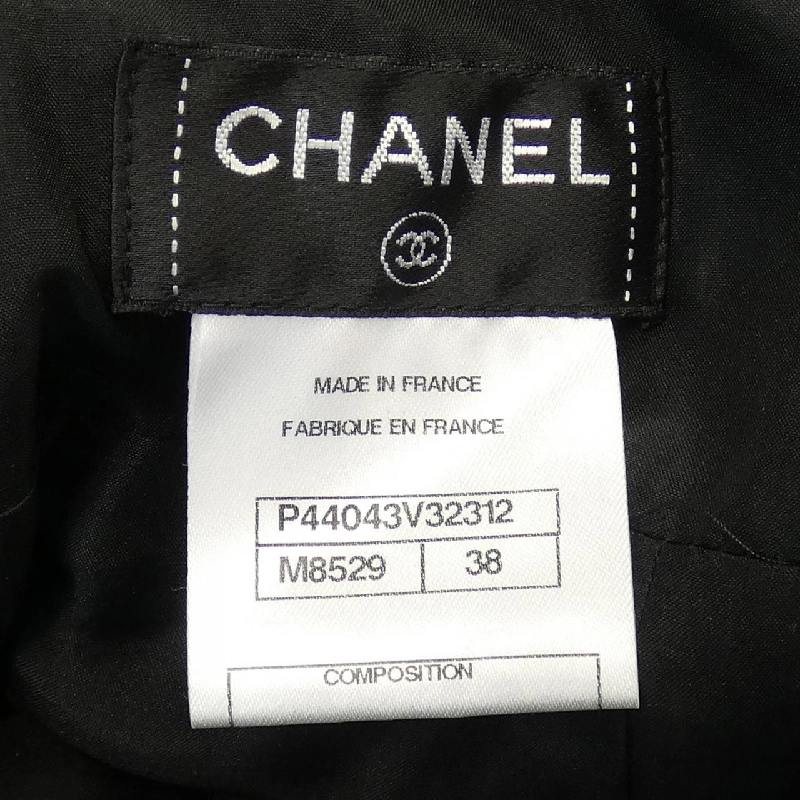 CHANEL
MADE IN FRANCE
FABRIQUE EN FRANCE
P44043V32312
M8529 38
COMPOSITION